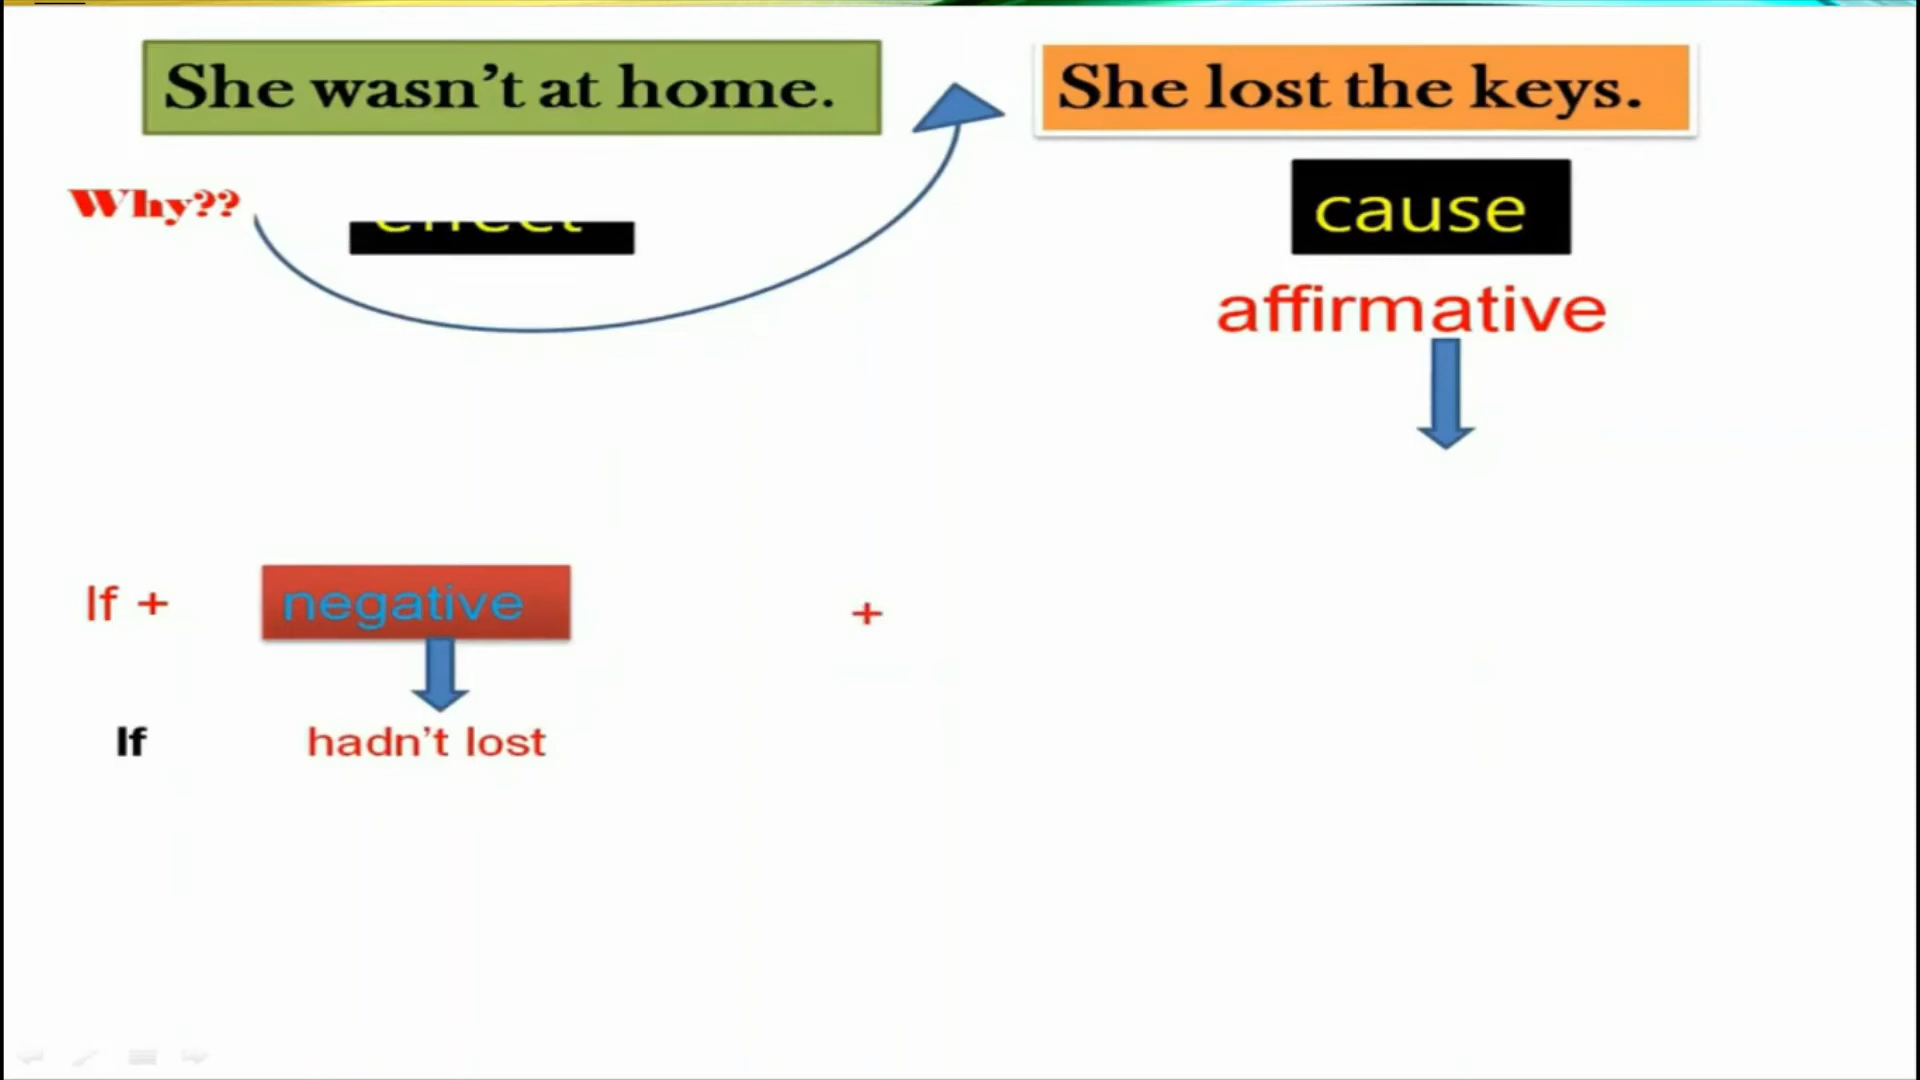 She wasn't at home.
She lost the keys.
Why??
cause
affirmative
If +
negative
+
If
hadn't lost